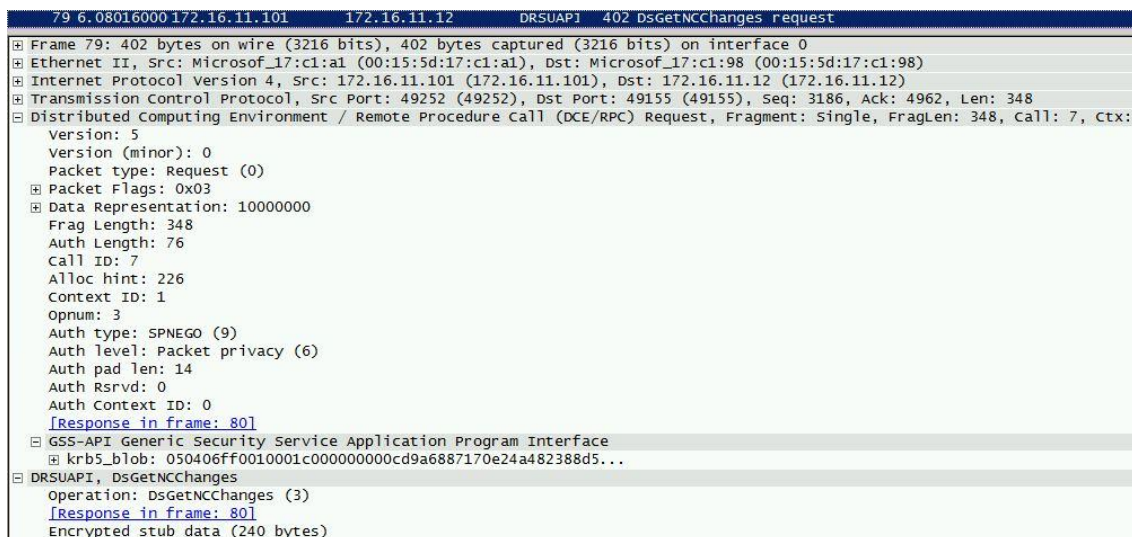 79 6.08016000 172.16.11.101 172.16.11.12 DRSUAPI 402 DsGetNCChanges request
Frame 79: 402 bytes on wire (3216 bits), 402 bytes captured (3216 bits) on interface 0
Ethernet II, Src: Microsof_17:c1:a1 (00:15:5d:17:c1:a1), Dst: Microsof_17:c1:98 (00:15:5d:17:c1:98)
Internet Protocol Version 4, Src: 172.16.11.101 (172.16.11.101), Dst: 172.16.11.12 (172.16.11.12)
Transmission Control Protocol, Src Port: 49252 (49252), Dst Port: 49155 (49155), Seq: 3186, Ack: 4962, Len: 348
Distributed Computing Environment / Remote Procedure Call (DCE/RPC) Request, Fragment: Single, FragLen: 348, Call: 7, Ctx:
Version: 5
Version (minor): 0
Packet type: Request (0)
Packet Flags: 0x03
Data Representation: 10000000
Frag Length: 348
Auth Length: 76
Call ID: 7
Alloc hint: 226
Context ID: 1
Opnum: 3
Auth type: SPNEGO (9)
Auth level: Packet privacy (6)
Auth pad len: 14
Auth Rsrvd: 0
Auth Context ID: 0
[Response in frame: 80]
GSS-API Generic Security Service Application Program Interface
krb5_blob: 050406ff0010001c000000000cd9a6887170e24a482388d5...
DRSUAPI, DsGetNCChanges
Operation: DsGetNCChanges (3)
[Response in frame: 80]
Encrypted stub data (240 bytes)